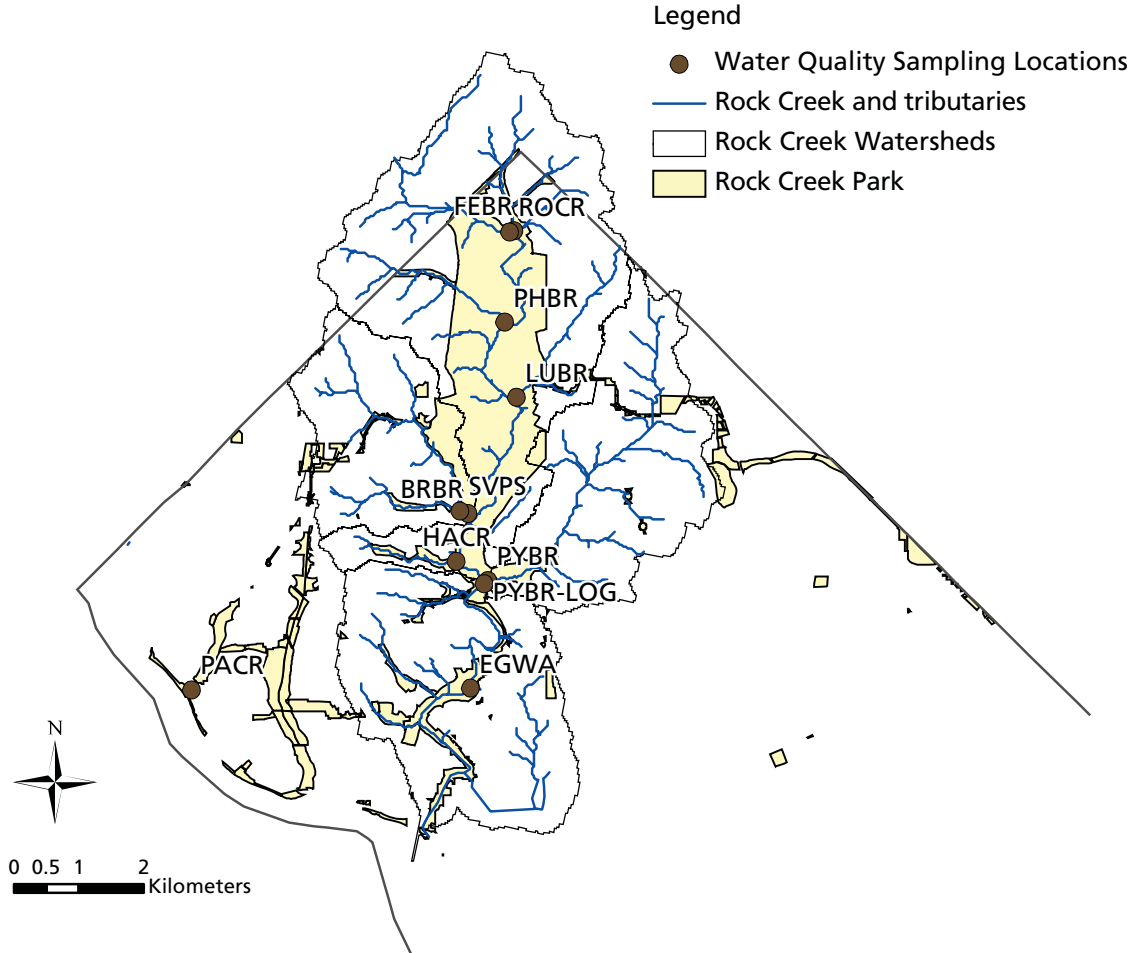 Legend
Water Quality Sampling Locations
Rock Creek and tributaries
Rock Creek Watersheds
Rock Creek Park
FEBR ROCR
PHBR
LUBR
BRBR SVPS
HACR
PYBR
PYBR-LOG
PACR
EGWA
N
0 0.5 1 2
Kilometers